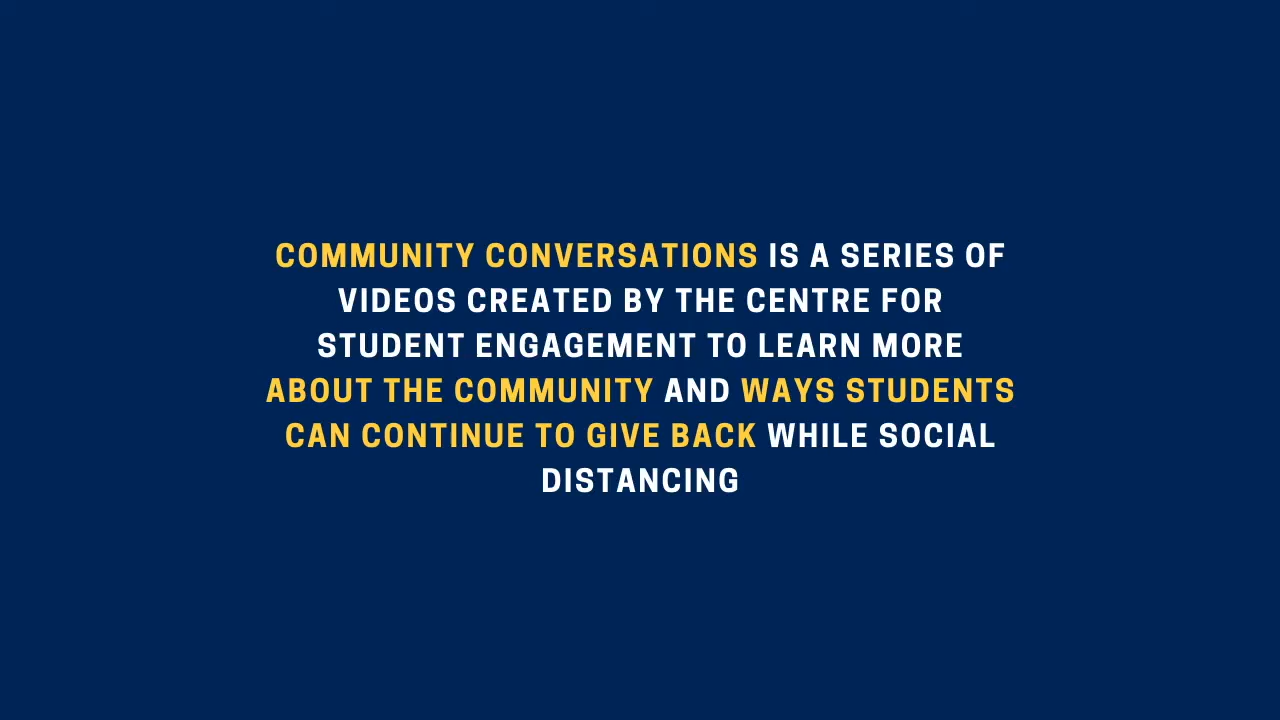 COMMUNITY CONVERSATIONS IS A SERIES OF
VIDEOS CREATED BY THE CENTRE FOR
STUDENT ENGAGEMENT TO LEARN MORE
ABOUT THE COMMUNITY AND WAYS STUDENTS
CAN CONTINUE TO GIVE BACK WHILE SOCIAL
DISTANCING